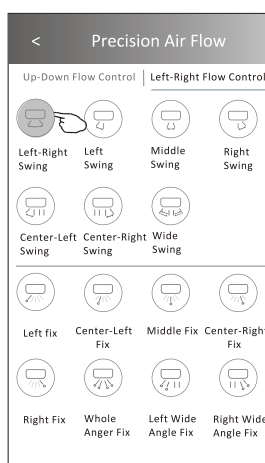 < Precision Air Flow
Up-Down Flow Control | Left-Right Flow Control
Left-Right Swing
Left Swing
Middle Swing
Right Swing
Center-Left Swing
Center-Right Swing
Wide Swing
Left fix
Center-Left Fix
Middle Fix
Center-Right Fix
Right Fix
Whole Anger Fix
Left Wide Angle Fix
Right Wide Angle Fix